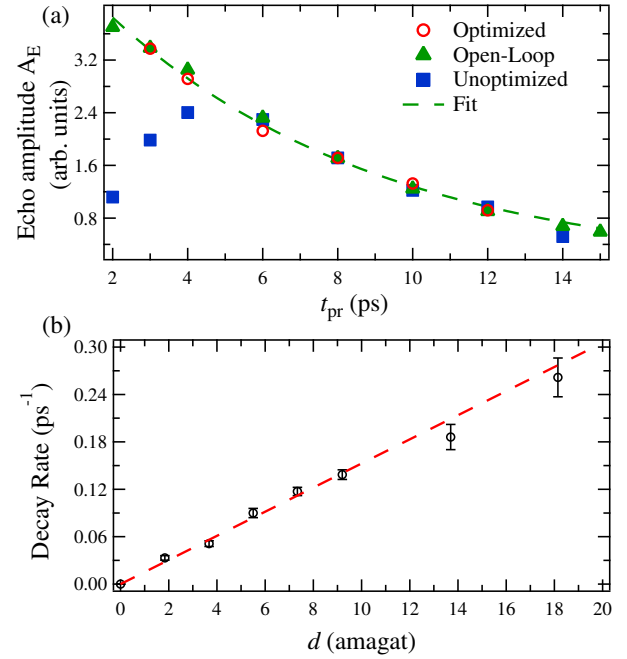 (a)
Echo amplitude A_E
(arb. units)
3.2
2.4
1.6
0.8
Optimized
Open-Loop
Unoptimized
Fit
2 4 6 8 10 12 14
t_pr (ps)
(b)
Decay Rate (ps⁻¹)
0.30
0.24
0.18
0.12
0.06
0.00
0 2 4 6 8 10 12 14 16 18 20
d (amagat)